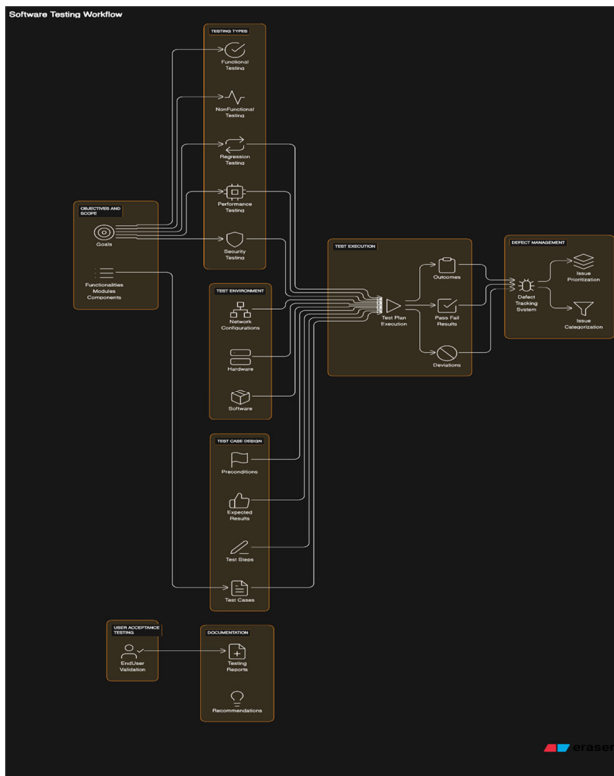 Software Testing Workflow
TESTING TYPES
Functional
Testing
NonFunctional
Testing
Regression
Testing
Performance
Testing
Security
Testing
OBJECTIVES AND
SCOPE
Goals
Functionalities
Modules
Components
TEST ENVIRONMENT
Network
Configurations
Hardware
Software
TEST CASE DESIGN
Preconditions
Expected
Results
Test Steps
Test Cases
TEST EXECUTION
Test Plan
Execution
Outcomes
Pass Fail
Results
Deviations
DEFECT MANAGEMENT
Defect
Tracking
System
Issue
Prioritization
Issue
Categorization
USER ACCEPTANCE
TESTING
EndUser
Validation
DOCUMENTATION
Testing
Reports
Recommendations
eraser